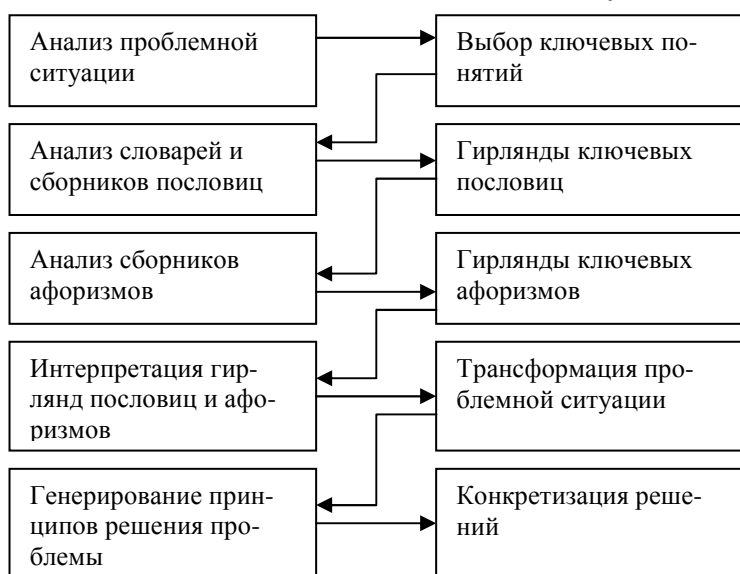 Анализ проблемной
ситуации
Выбор ключевых по-
нятий
Анализ словарей и
сборников пословиц
Гирлянды ключевых
пословиц
Анализ сборников
афоризмов
Гирлянды ключевых
афоризмов
Интерпретация гир-
лянд пословиц и афо-
ризмов
Трансформация про-
блемной ситуации
Генерирование прин-
ципов решения про-
блемы
Конкретизация реше-
ний